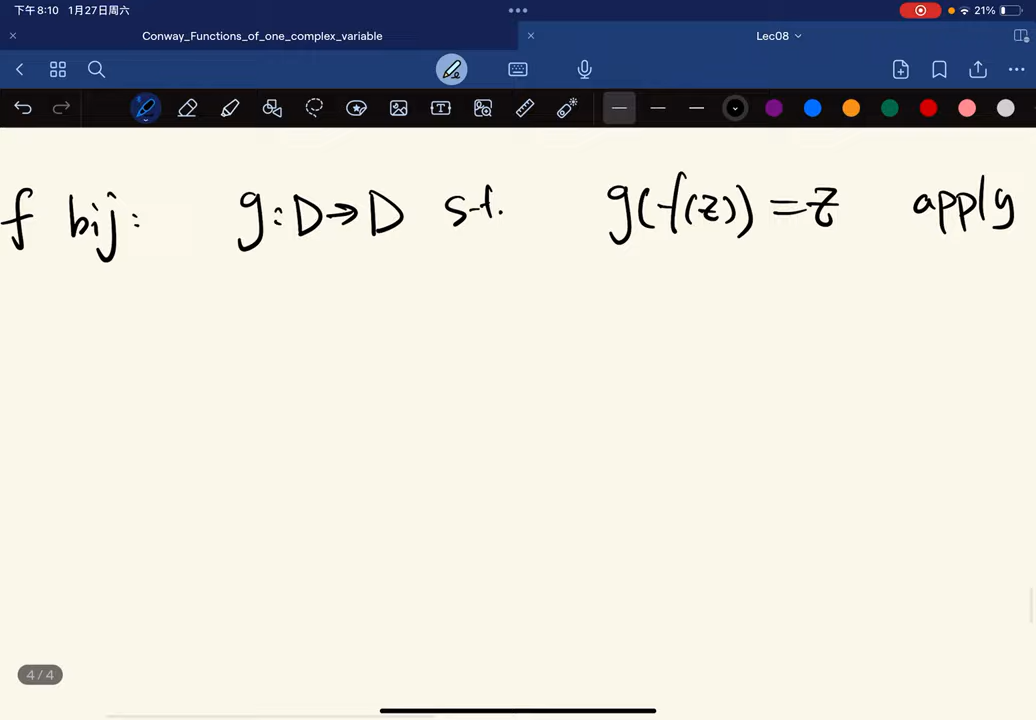 下午8:10 1月27日周六
21%
Conway_Functions_of_one_complex_variable
Lec08
f bij: g:D→D s.t. g(f(z))=z apply
4 / 4